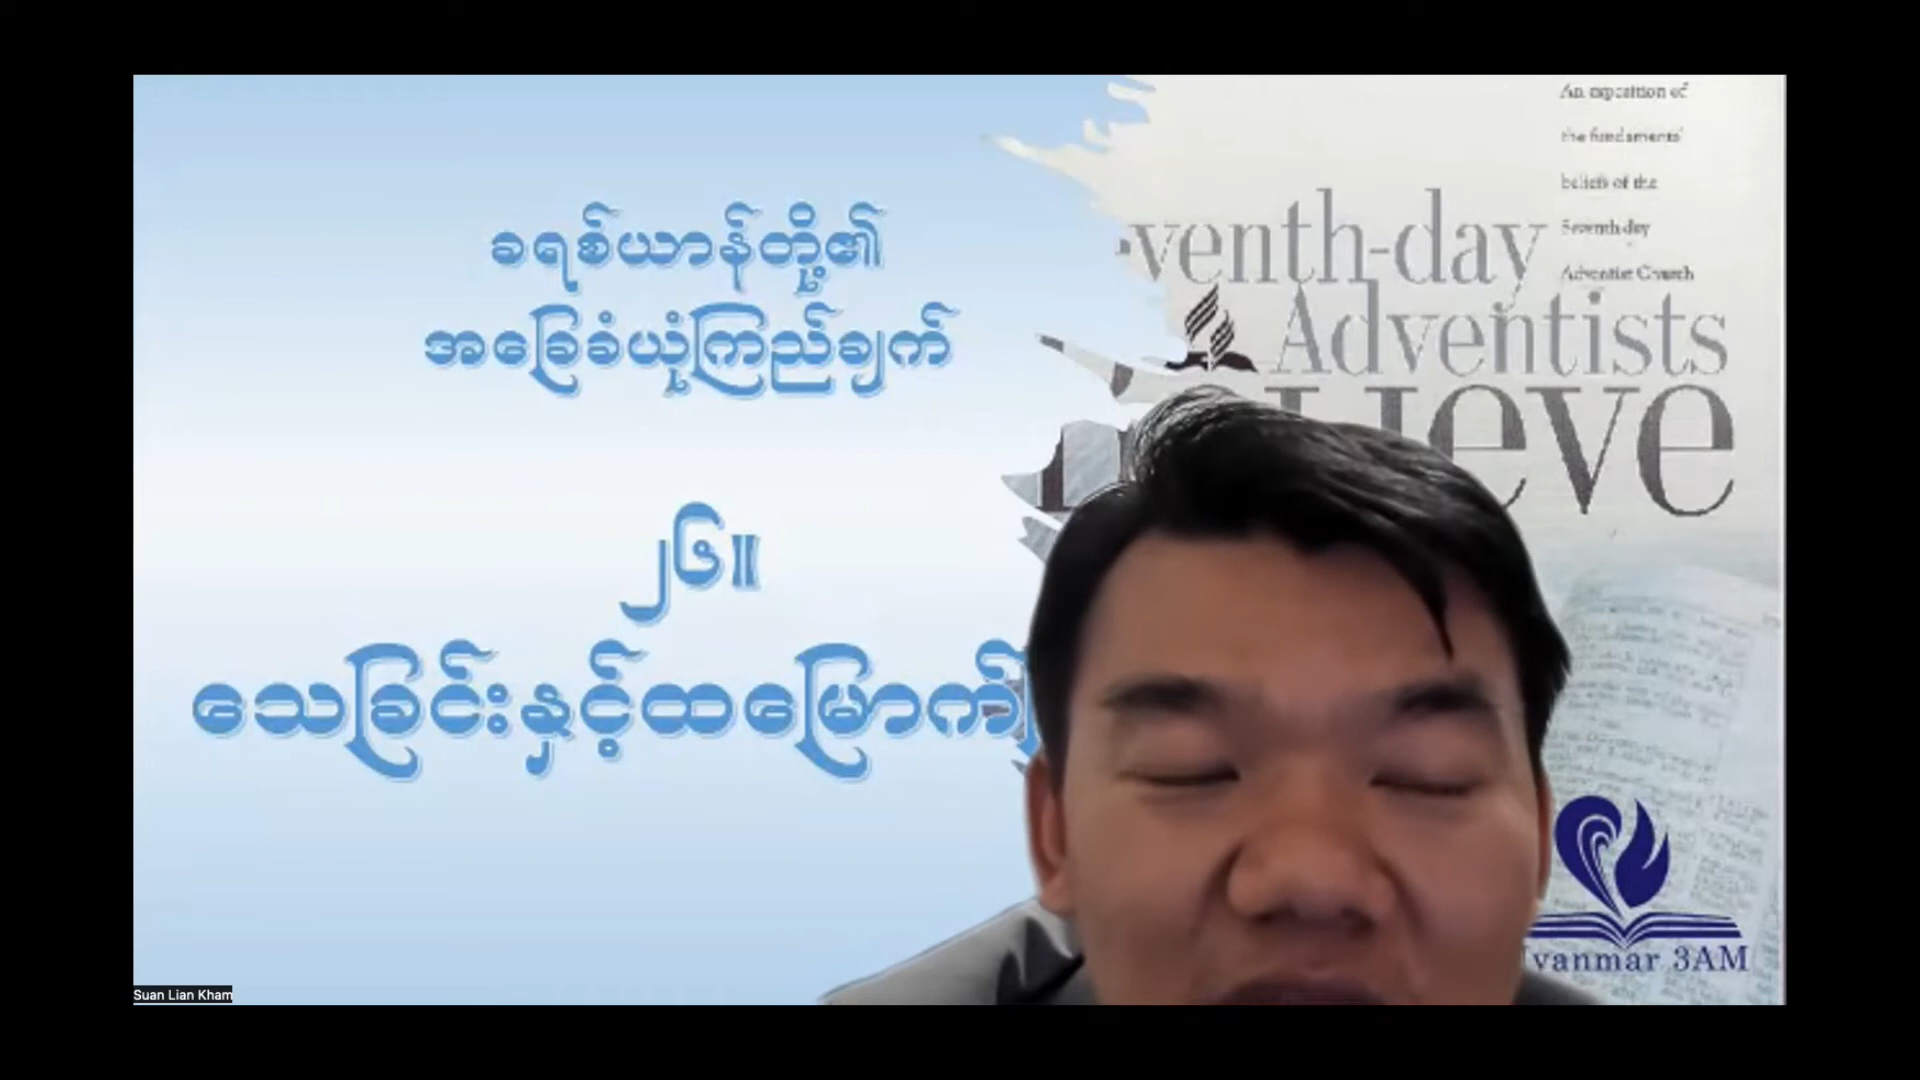 ခရစ်ယာန်တို့၏
အခြေခံယုံကြည်ချက်
၂၆။
သေခြင်းနှင့်ထမြောက်
An exposition of
the fundamental
beliefs of the
Seventh-day
Adventist Church
venth-day
Adventists
ieve
yanmar 3AM
Suan Lian Kham